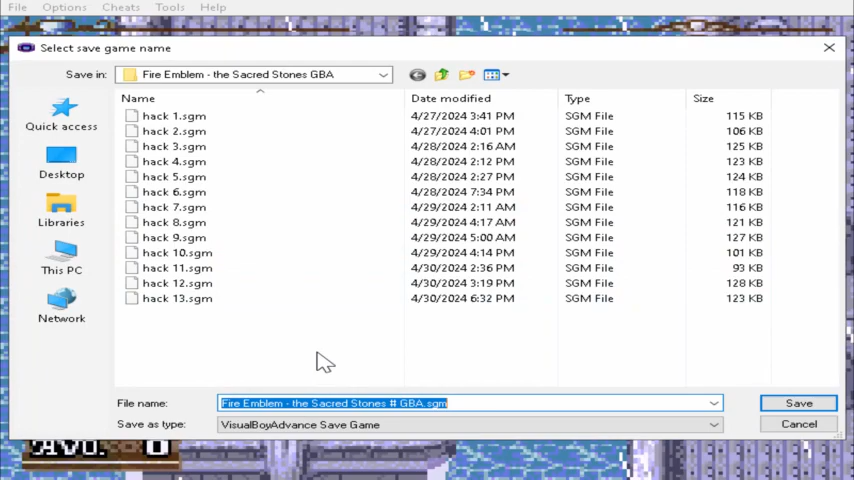 File Options Cheats Tools Help
Select save game name
Save in: Fire Emblem - the Sacred Stones GBA
Name Date modified Type Size
hack 1.sgm 4/27/2024 3:41 PM SGM File 115 KB
hack 2.sgm 4/27/2024 4:01 PM SGM File 106 KB
hack 3.sgm 4/28/2024 2:16 AM SGM File 125 KB
hack 4.sgm 4/28/2024 2:12 PM SGM File 123 KB
hack 5.sgm 4/28/2024 2:27 PM SGM File 124 KB
hack 6.sgm 4/28/2024 7:34 PM SGM File 118 KB
hack 7.sgm 4/29/2024 2:11 AM SGM File 116 KB
hack 8.sgm 4/29/2024 4:17 AM SGM File 121 KB
hack 9.sgm 4/29/2024 5:00 AM SGM File 127 KB
hack 10.sgm 4/29/2024 4:14 PM SGM File 101 KB
hack 11.sgm 4/30/2024 2:36 PM SGM File 93 KB
hack 12.sgm 4/30/2024 3:19 PM SGM File 128 KB
hack 13.sgm 4/30/2024 6:32 PM SGM File 123 KB
Quick access
Desktop
Libraries
This PC
Network
File name: Fire Emblem - the Sacred Stones # GBA.sgm Save
Save as type: VisualBoyAdvance Save Game Cancel